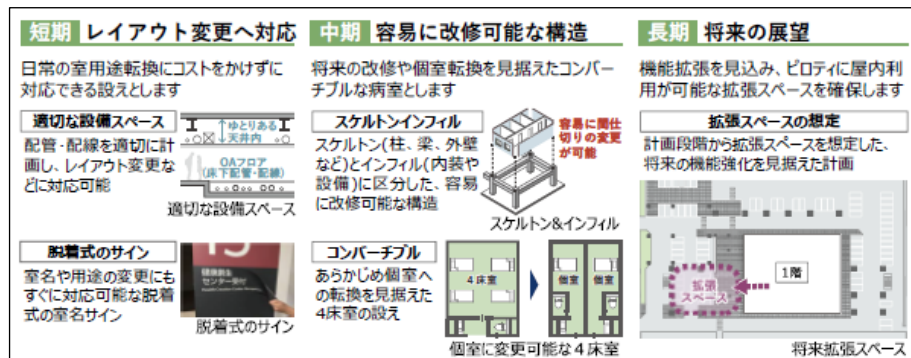 短期 レイアウト変更へ対応
日常の室用途転換にコストをかけずに
対応できる設えとします
適切な設備スペース
配管・配線を適切に計
画し、レイアウト変更な
どに対応可能
ゆとりある
天井内
OAフロア
(床下配管・配線)
適切な設備スペース
脱着式のサイン
室名や用途の変更にも
すぐに対応可能な脱着
式の室名サイン
センター受付
脱着式のサイン
中期 容易に改修可能な構造
将来の改修や個室転換を見据えたコンバー
チブルな病室とします
スケルトンインフィル
スケルトン(柱、梁、外壁
など)とインフィル(内装や
設備)に区分した、容易
に改修可能な構造
容易に間仕
切りの変更
が可能
スケルトン&インフィル
コンバーチブル
あらかじめ個室へ
の転換を見据えた
4床室の設え
4床室
個室 個室
個室に変更可能な4床室
長期 将来の展望
機能拡張を見込み、ピロティに屋内利
用が可能な拡張スペースを確保します
拡張スペースの想定
計画段階から拡張スペースを想定した、
将来の機能強化を見据えた計画
1階
拡張
スペース
将来拡張スペース